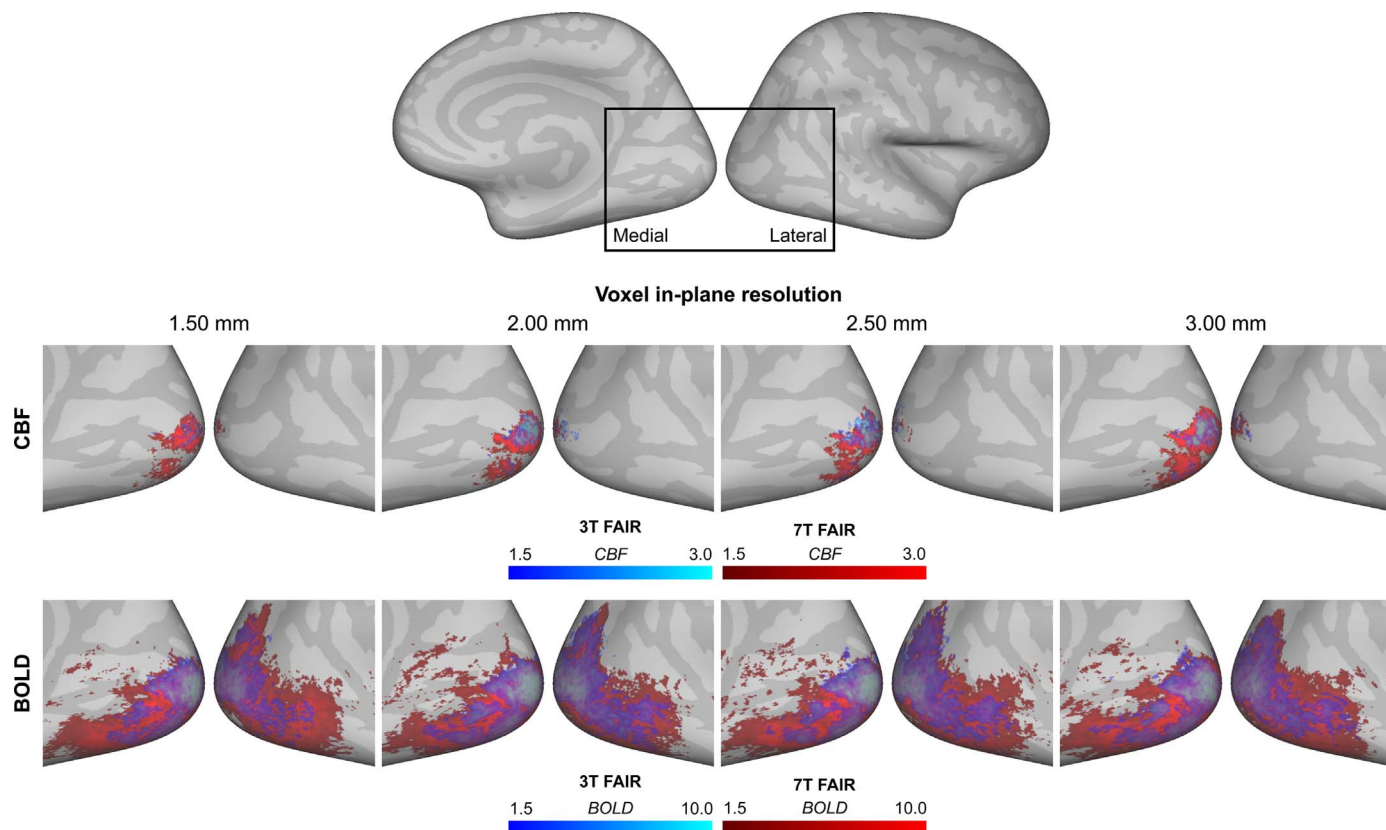 Medial Lateral
Voxel in-plane resolution
1.50 mm 2.00 mm 2.50 mm 3.00 mm
CBF
3T FAIR 7T FAIR
1.5 CBF 3.0 1.5 CBF 3.0
BOLD
3T FAIR 7T FAIR
1.5 BOLD 10.0 1.5 BOLD 10.0